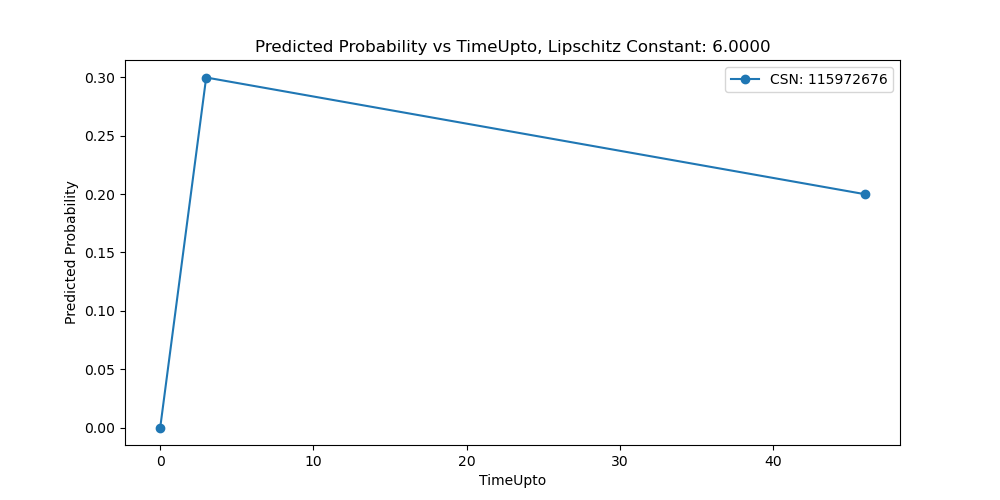 Predicted Probability vs TimeUpto, Lipschitz Constant: 6.0000
CSN: 115972676
Predicted Probability
0.30
0.25
0.20
0.15
0.10
0.05
0.00
0 10 20 30 40
TimeUpto